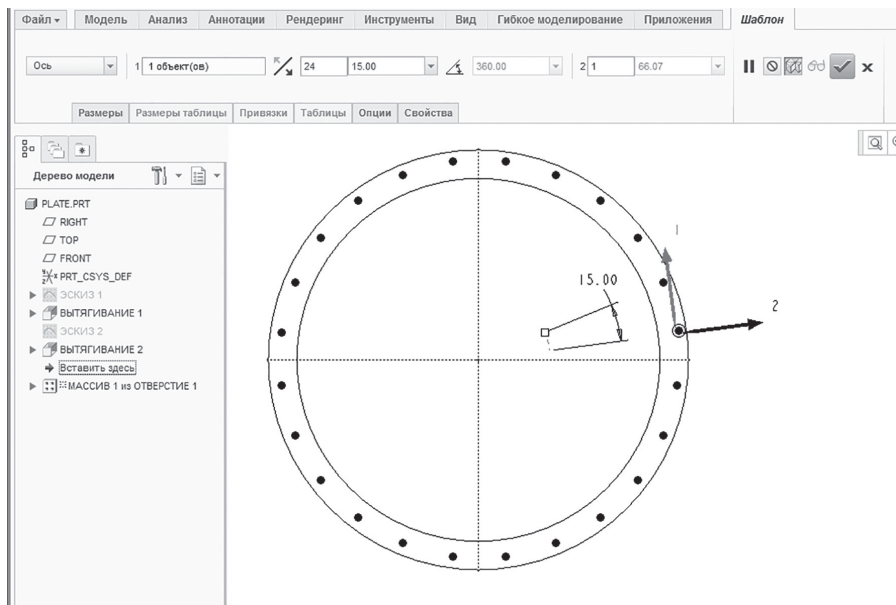 Файл Модель Анализ Аннотации Рендеринг Инструменты Вид Гибкое моделирование Приложения Шаблон
Ось 1 1 объект(ов) 24 15.00 360.00 2 1 66.07
Размеры Размеры таблицы Привязки Таблицы Опции Свойства
Дерево модели
PLATE.PRT
RIGHT
TOP
FRONT
PRT_CSYS_DEF
ЭСКИЗ 1
ВЫТЯГИВАНИЕ 1
ЭСКИЗ 2
ВЫТЯГИВАНИЕ 2
Вставить здесь
МАССИВ 1 из ОТВЕРСТИЕ 1
1
15.00
2